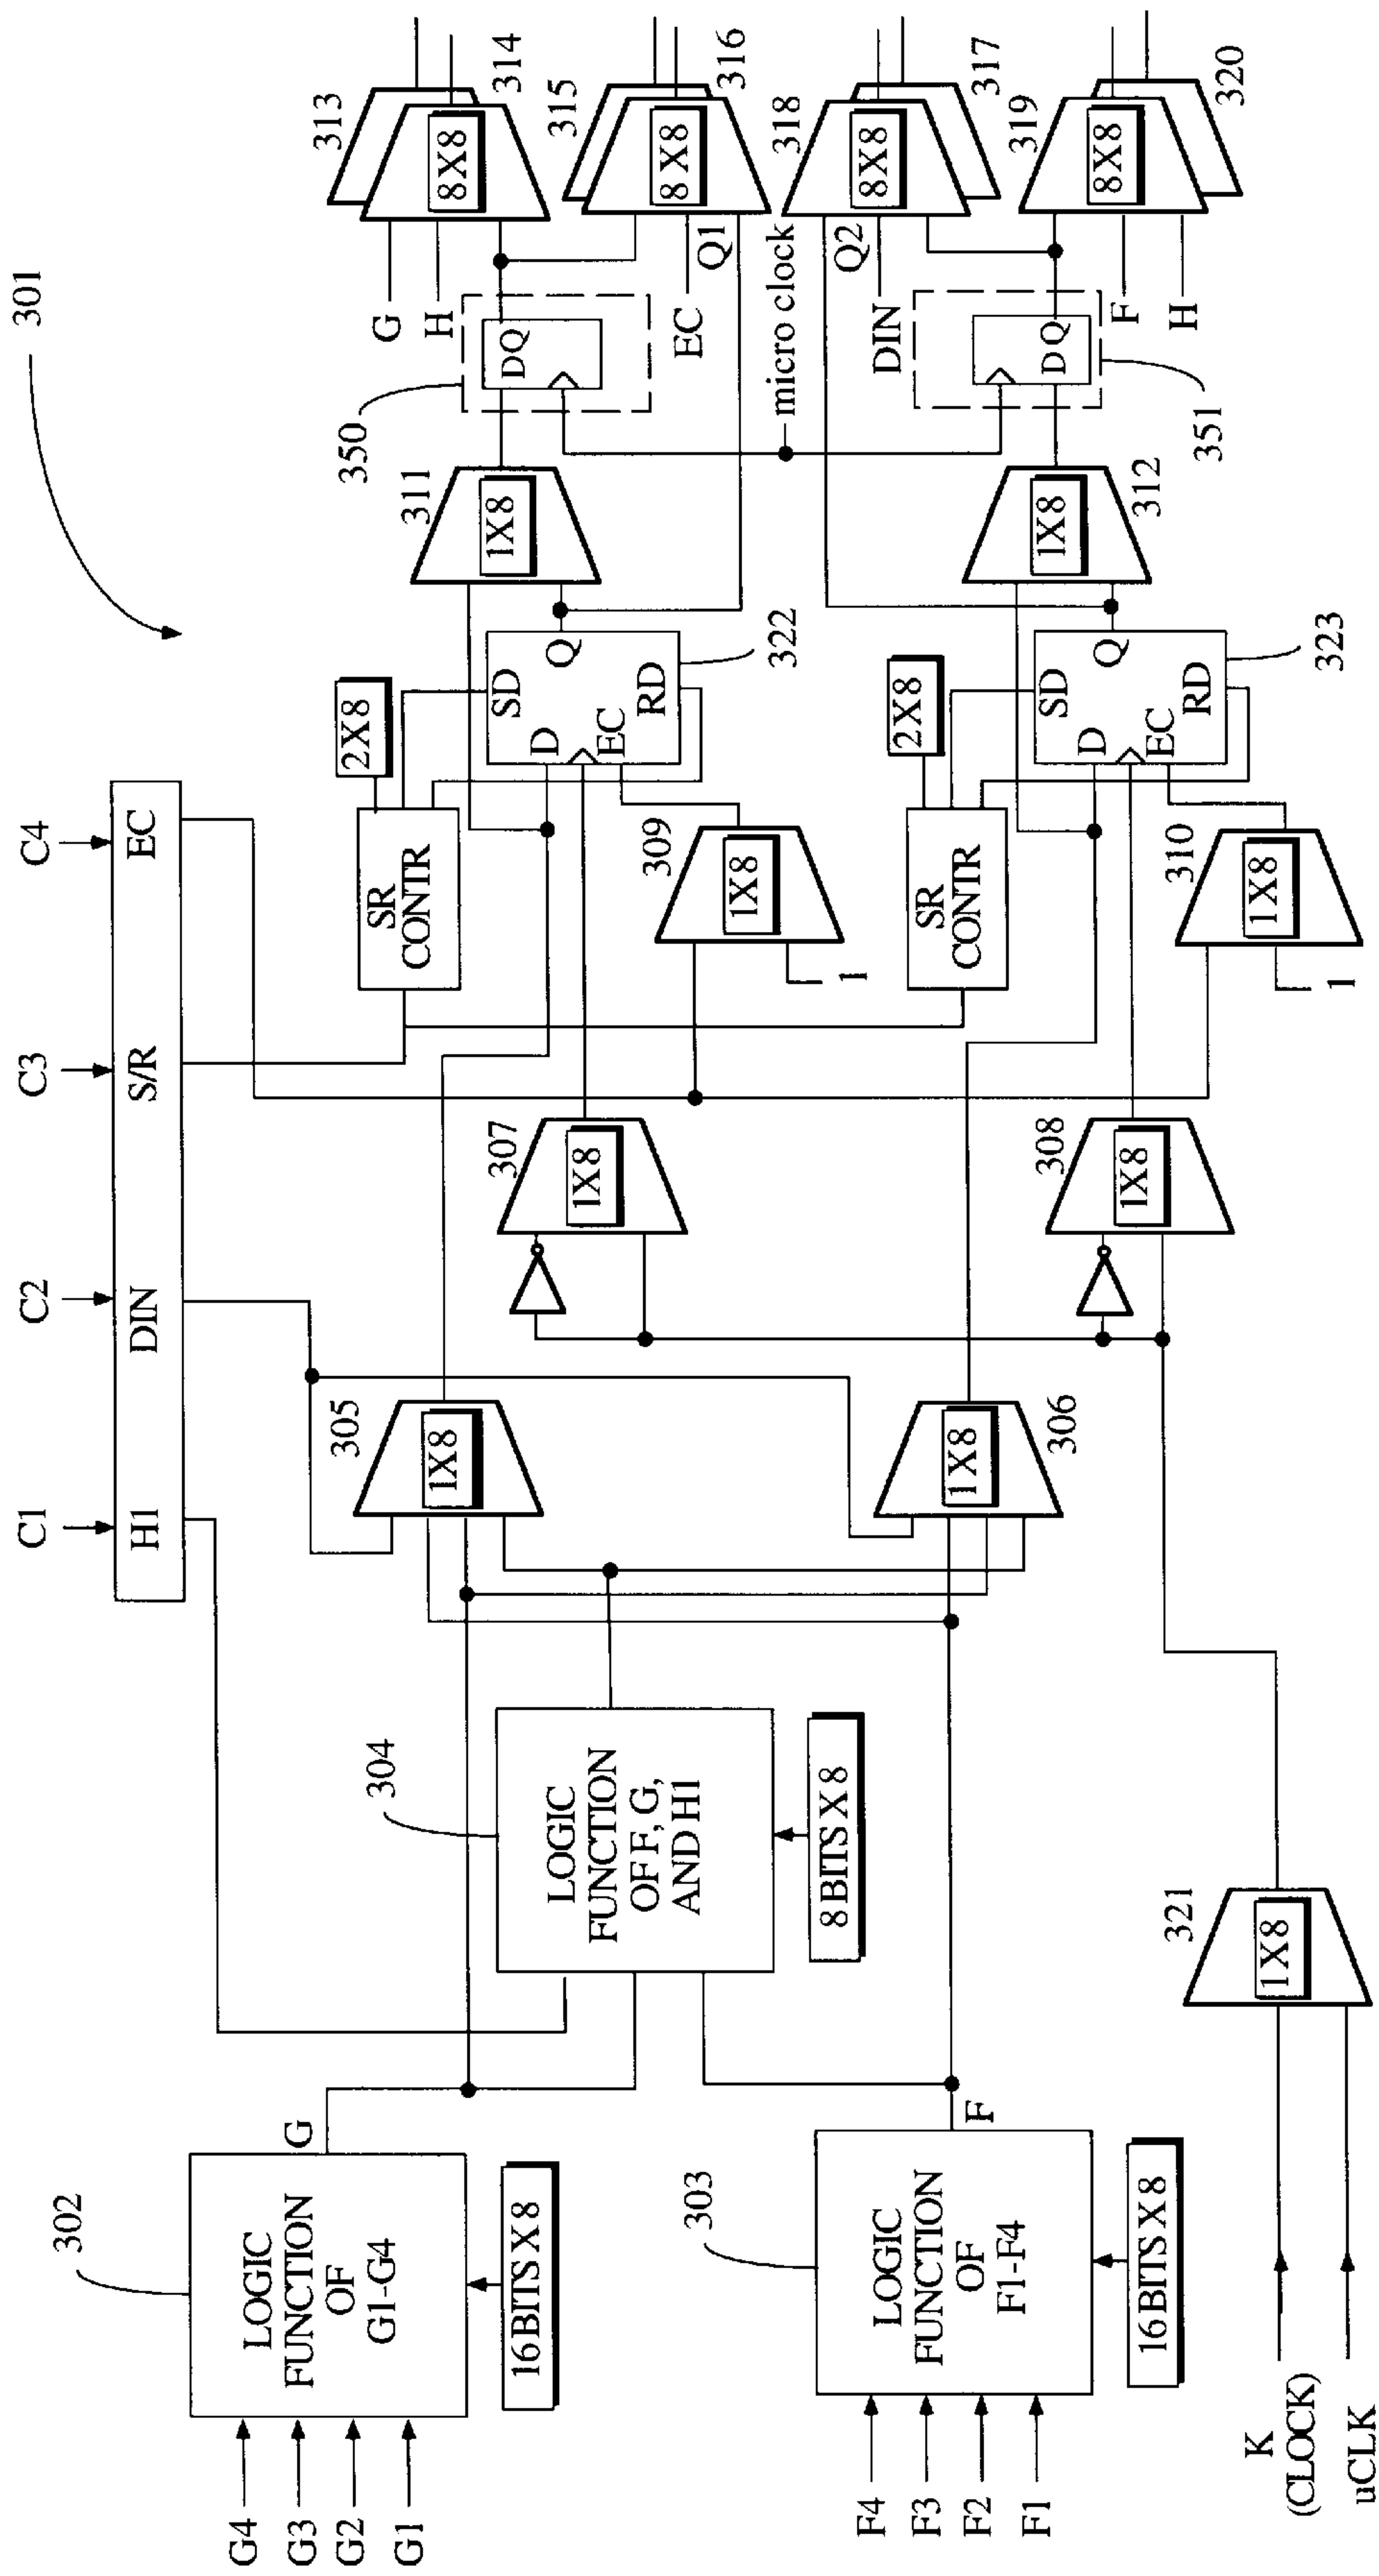 301
C1
C2
C3
C4
H1
DIN
S/R
EC
302
LOGIC
FUNCTION
OF
G1-G4
G4
G3
G2
G1
16 BITS X 8
G
303
LOGIC
FUNCTION
OF
F1-F4
F4
F3
F2
F1
16 BITS X 8
F
304
LOGIC
FUNCTION
OF F, G,
AND H1
8 BITS X 8
K
(CLOCK)
uCLK
321
1X8
305
1X8
306
1X8
307
1X8
308
1X8
SR
CONTR
2X8
309
1X8
1
SD
D
Q
EC
RD
322
SR
CONTR
2X8
310
1X8
1
SD
D
Q
EC
RD
323
311
1X8
312
1X8
350
D Q
351
D Q
micro clock
G
H
EC
Q1
Q2
DIN
F
H
313
8X8
314
315
8X8
316
318
8X8
317
319
8X8
320